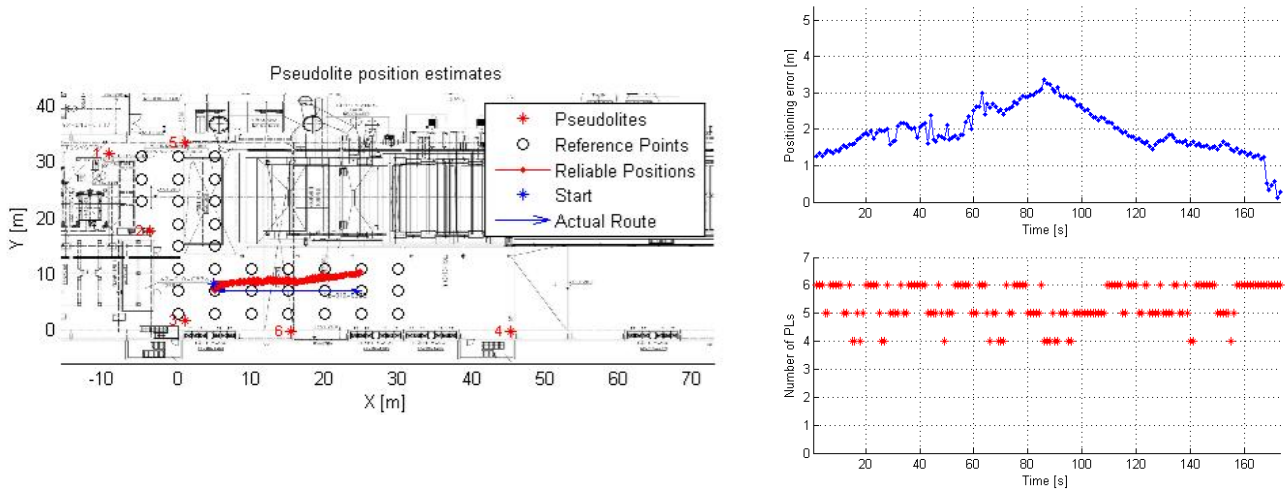 Pseudolite position estimates
40
30
20
10
0
Y [m]
-10 0 10 20 30 40 50 60 70
X [m]
1
5
2
3
6
4
Pseudolites
Reference Points
Reliable Positions
Start
Actual Route
5
4
3
2
1
0
Positioning error [m]
20 40 60 80 100 120 140 160
Time [s]
7
6
5
4
3
2
1
0
Number of PLs
20 40 60 80 100 120 140 160
Time [s]